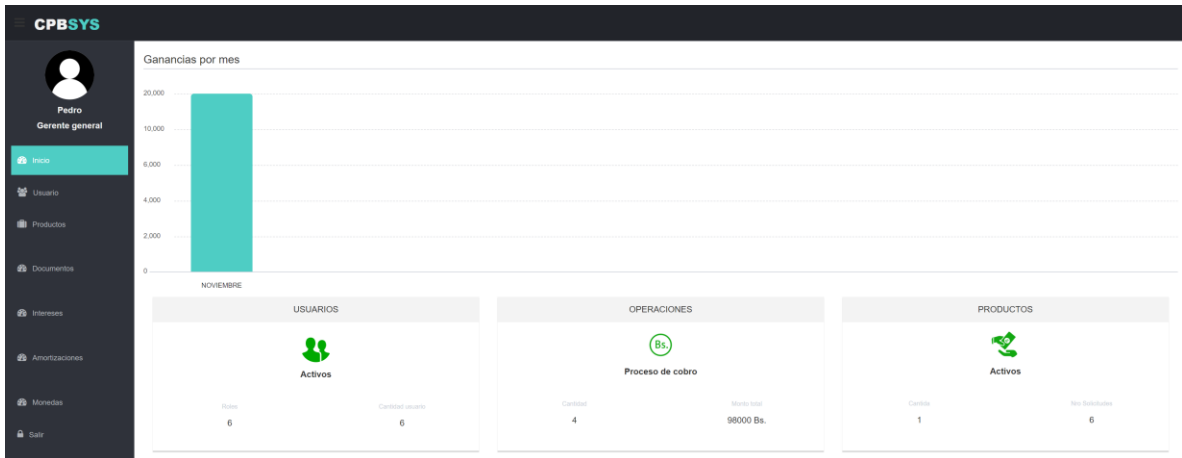 CPBSYS
Pedro
Gerente general
Inicio
Usuario
Productos
Documentos
Intereses
Amortizaciones
Monedas
Salir
Ganancias por mes
20,000
10,000
6,000
4,000
2,000
0
NOVIEMBRE
USUARIOS
Activos
Roles Cantidad usuario
6 6
OPERACIONES
Bs.
Proceso de cobro
Cantidad Monto total
4 98000 Bs.
PRODUCTOS
Activos
Nro
1 6